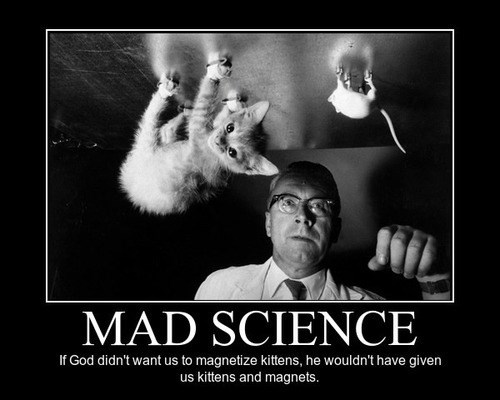 MAD SCIENCE
If God didn't want us to magnetize kittens, he wouldn't have given
us kittens and magnets.